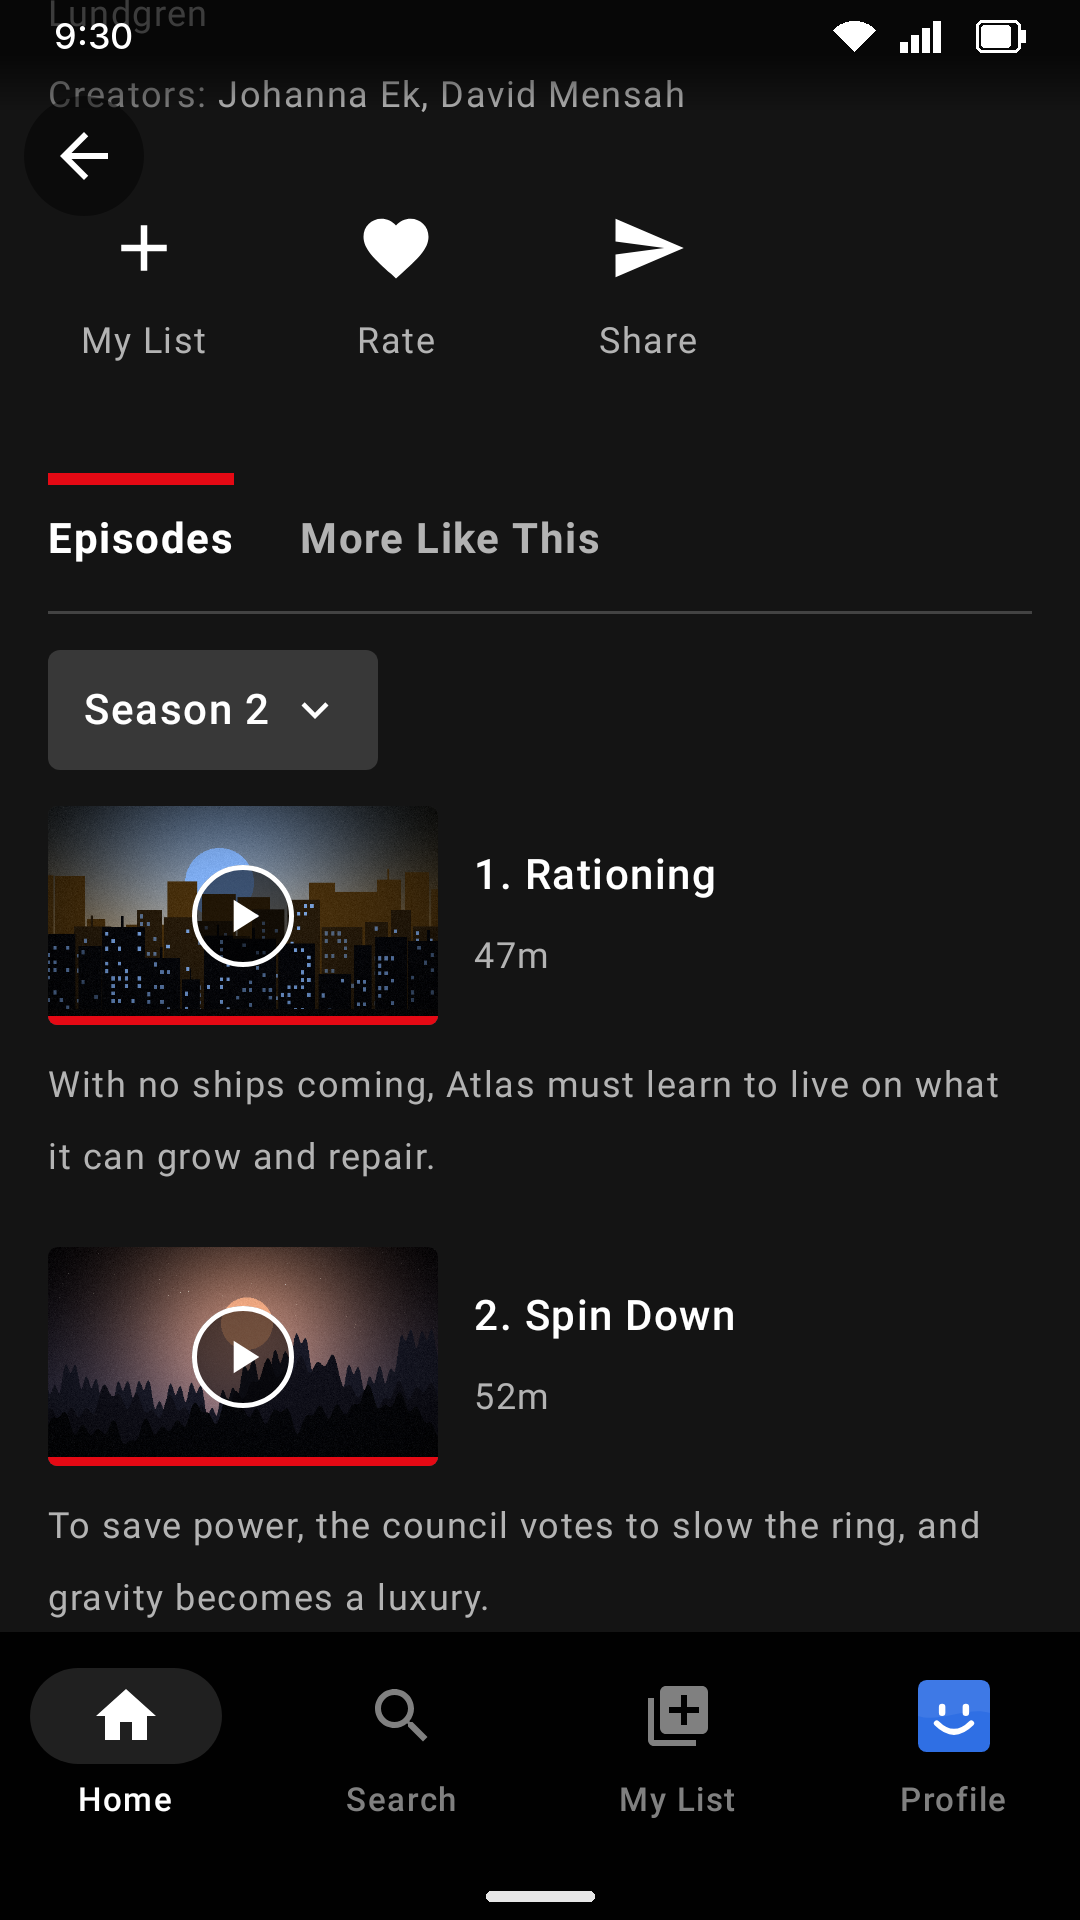 Lundgren
9:30
Creators: Johanna Ek, David Mensah
My List
Rate
Share
Episodes
More Like This
Season 2
1. Rationing
47m
With no ships coming, Atlas must learn to live on what
it can grow and repair.
2. Spin Down
52m
To save power, the council votes to slow the ring, and
gravity becomes a luxury.
Home
Search
My List
Profile